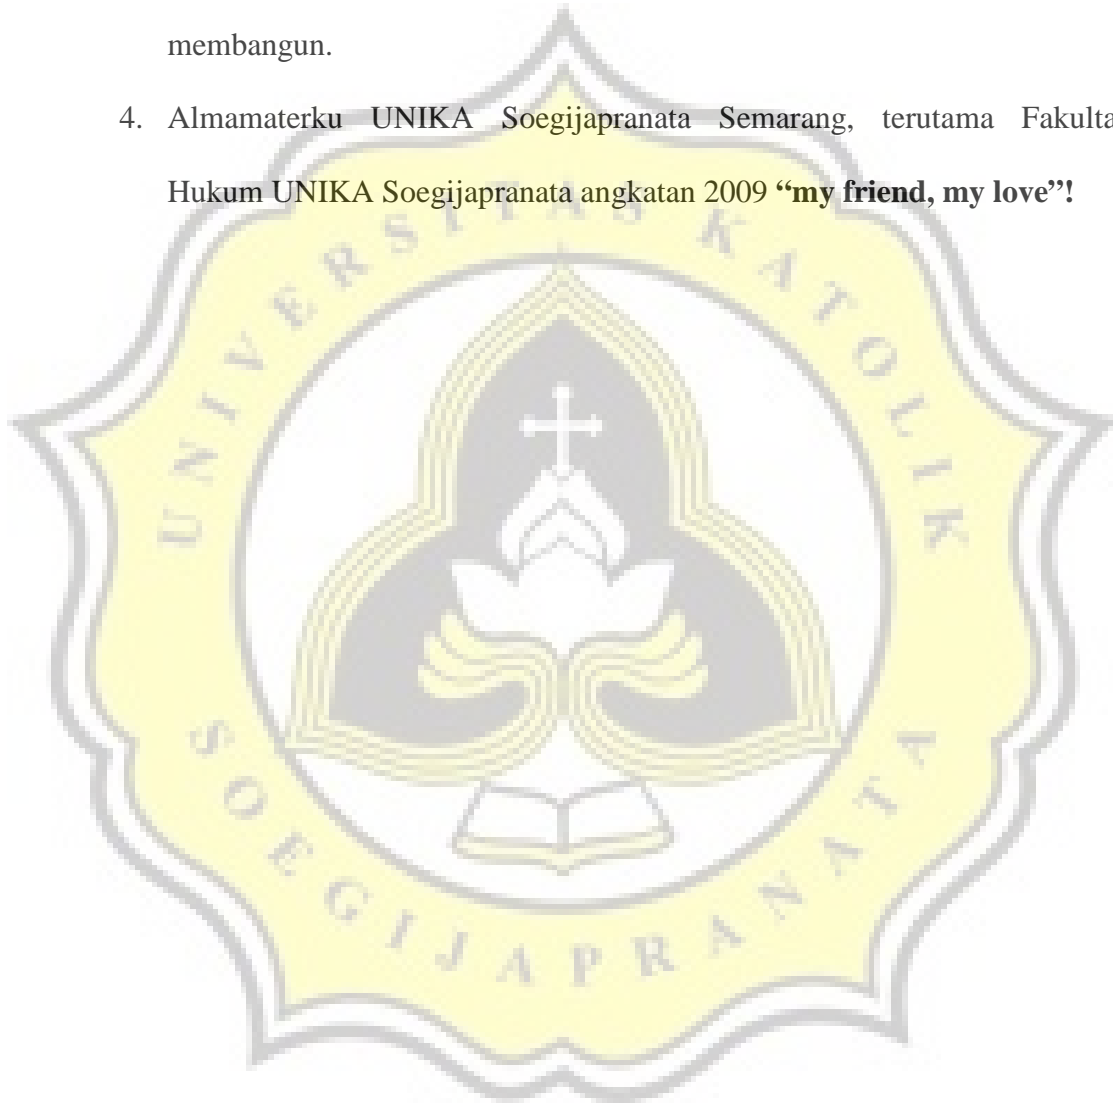 membangun.
4. Almamaterku UNIKA Soegijapranata Semarang, terutama Fakulta
Hukum UNIKA Soegijapranata angkatan 2009 “my friend, my love”!
UNIVERSITAS KATOLIK
SOEGIJAPRANATA